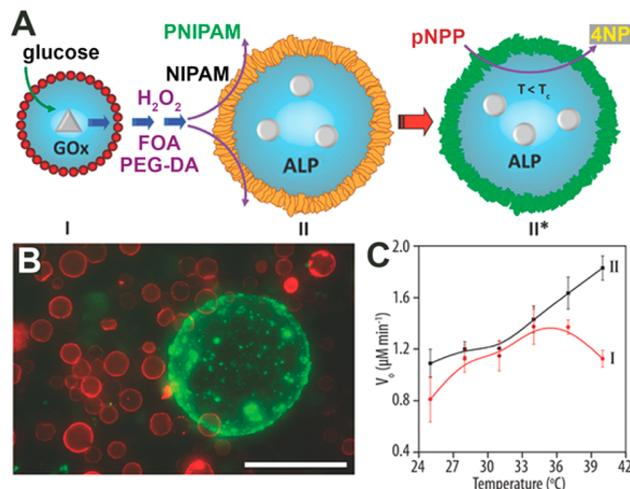 A
glucose
GOx
H₂O₂
FOA
PEG-DA
PNIPAM
NIPAM
ALP
pNPP
4NP
T < Tc
ALP
I
II
II*
B
C
2.0
1.6
1.2
0.8
0.4
V₀ (µM min⁻¹)
II
I
24 27 30 33 36 39 42
Temperature (°C)